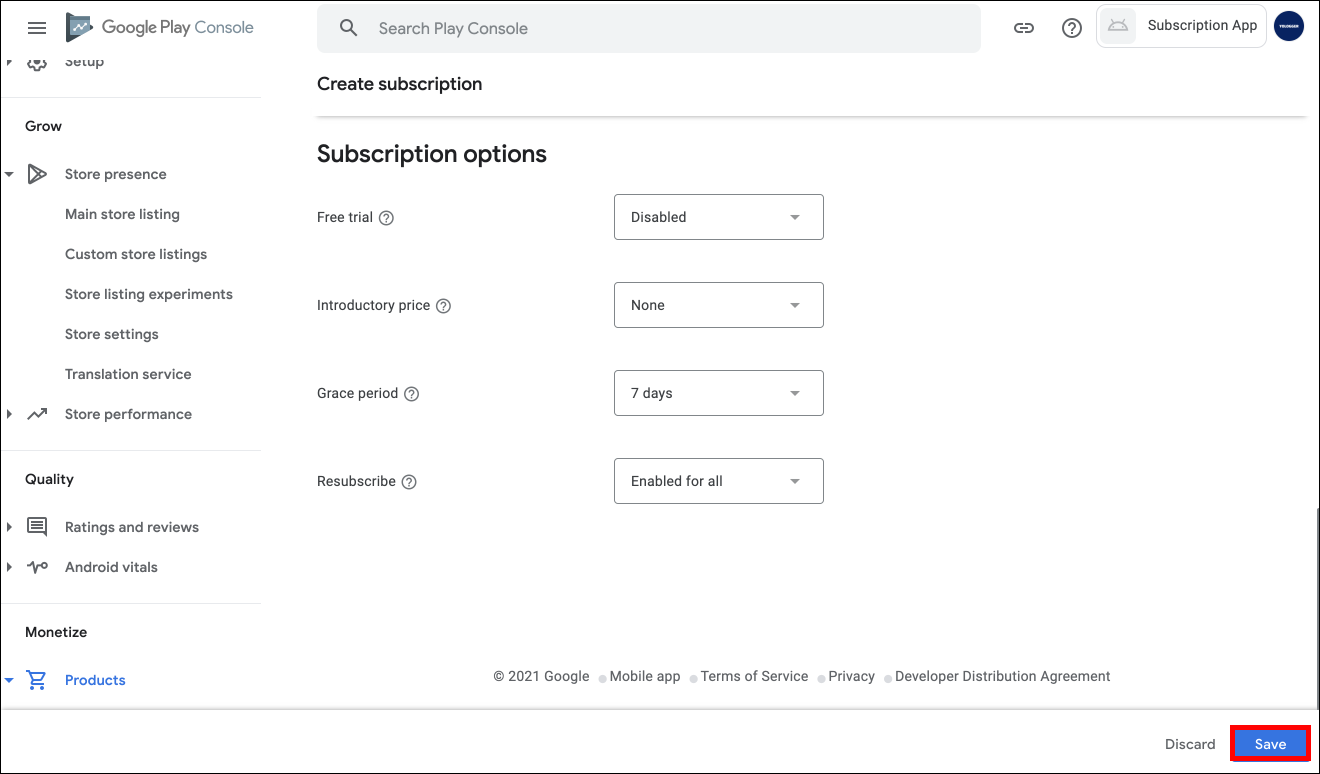 Google Play Console
Search Play Console
Subscription App
YOLOGGER
Setup
Grow
Store presence
Main store listing
Custom store listings
Store listing experiments
Store settings
Translation service
Store performance
Quality
Ratings and reviews
Android vitals
Monetize
Products
Create subscription
Subscription options
Free trial
Disabled
Introductory price
None
Grace period
7 days
Resubscribe
Enabled for all
© 2021 Google Mobile app Terms of Service Privacy Developer Distribution Agreement
Discard
Save